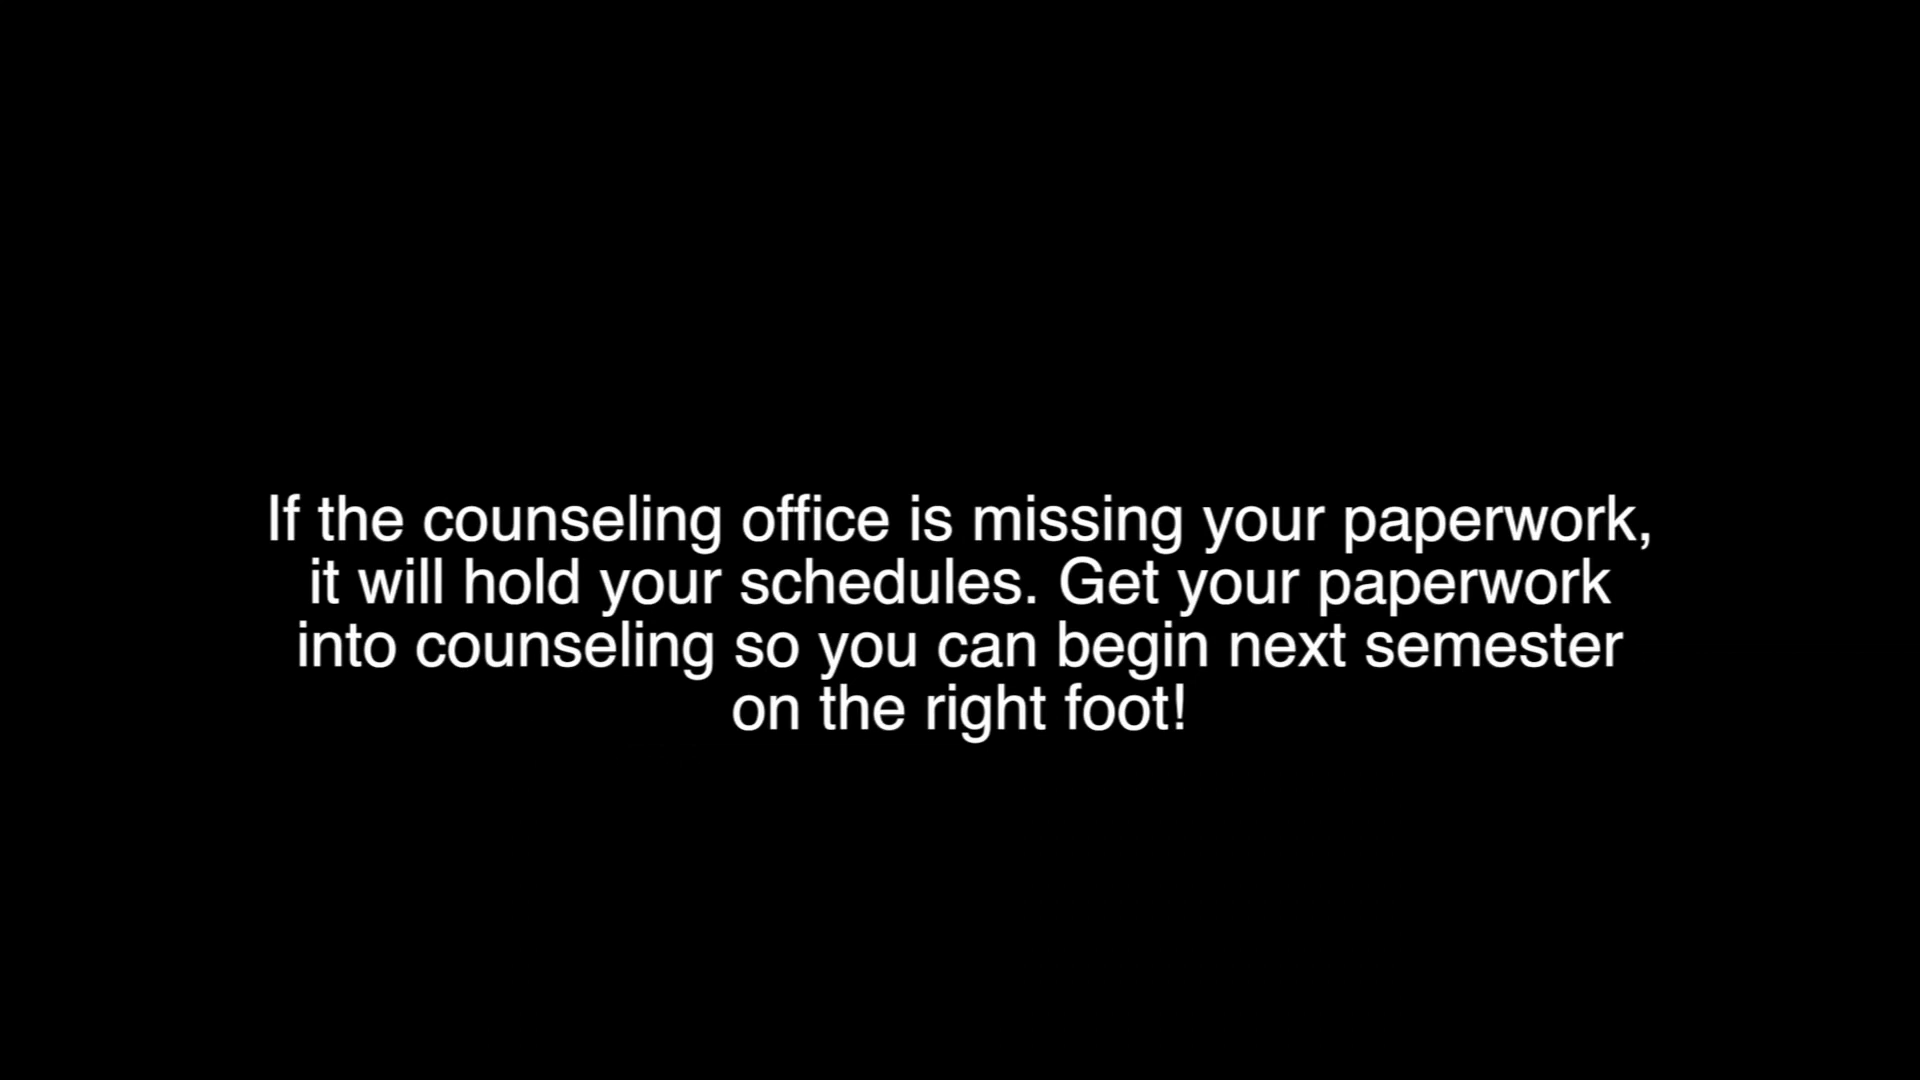 If the counseling office is missing your paperwork,
it will hold your schedules. Get your paperwork
into counseling so you can begin next semester
on the right foot!